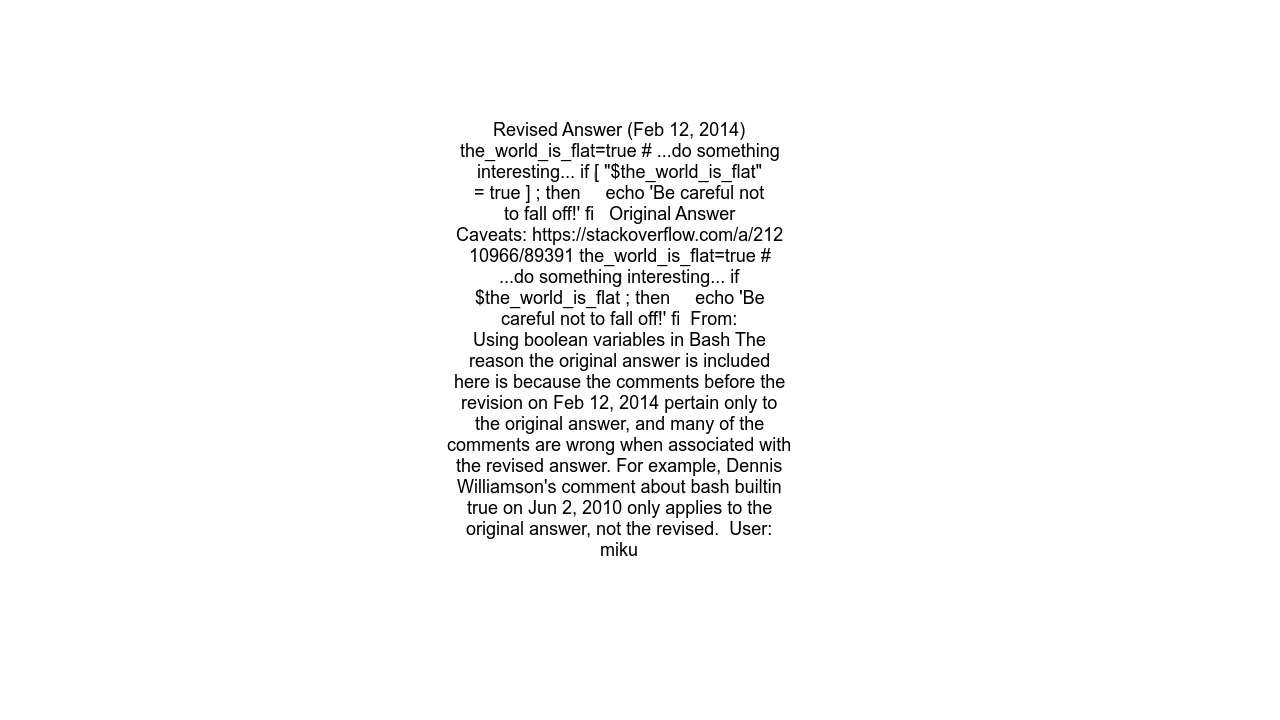 Revised Answer (Feb 12, 2014)
the_world_is_flat=true # ...do something
interesting... if [ "$the_world_is_flat"
= true ] ; then     echo 'Be careful not
to fall off!' fi   Original Answer
Caveats: https://stackoverflow.com/a/212
10966/89391 the_world_is_flat=true #
...do something interesting... if
$the_world_is_flat ; then     echo 'Be
careful not to fall off!' fi  From:
Using boolean variables in Bash The
reason the original answer is included
here is because the comments before the
revision on Feb 12, 2014 pertain only to
the original answer, and many of the
comments are wrong when associated with
the revised answer. For example, Dennis
Williamson's comment about bash builtin
true on Jun 2, 2010 only applies to the
original answer, not the revised.  User:
miku